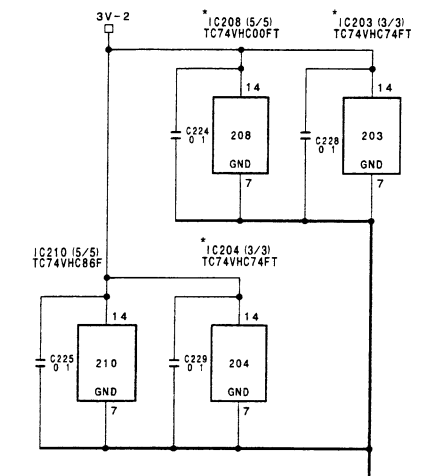 3V-2
* IC208 (5/5)
TC74VHC00FT
* IC203 (3/3)
TC74VHC74FT
14
14
C224
0 1
208
C228
0 1
203
GND
GND
7
7
IC210 (5/5)
TC74VHC86F
* IC204 (3/3)
TC74VHC74FT
14
14
C225
0 1
210
C229
0 1
204
GND
GND
7
7